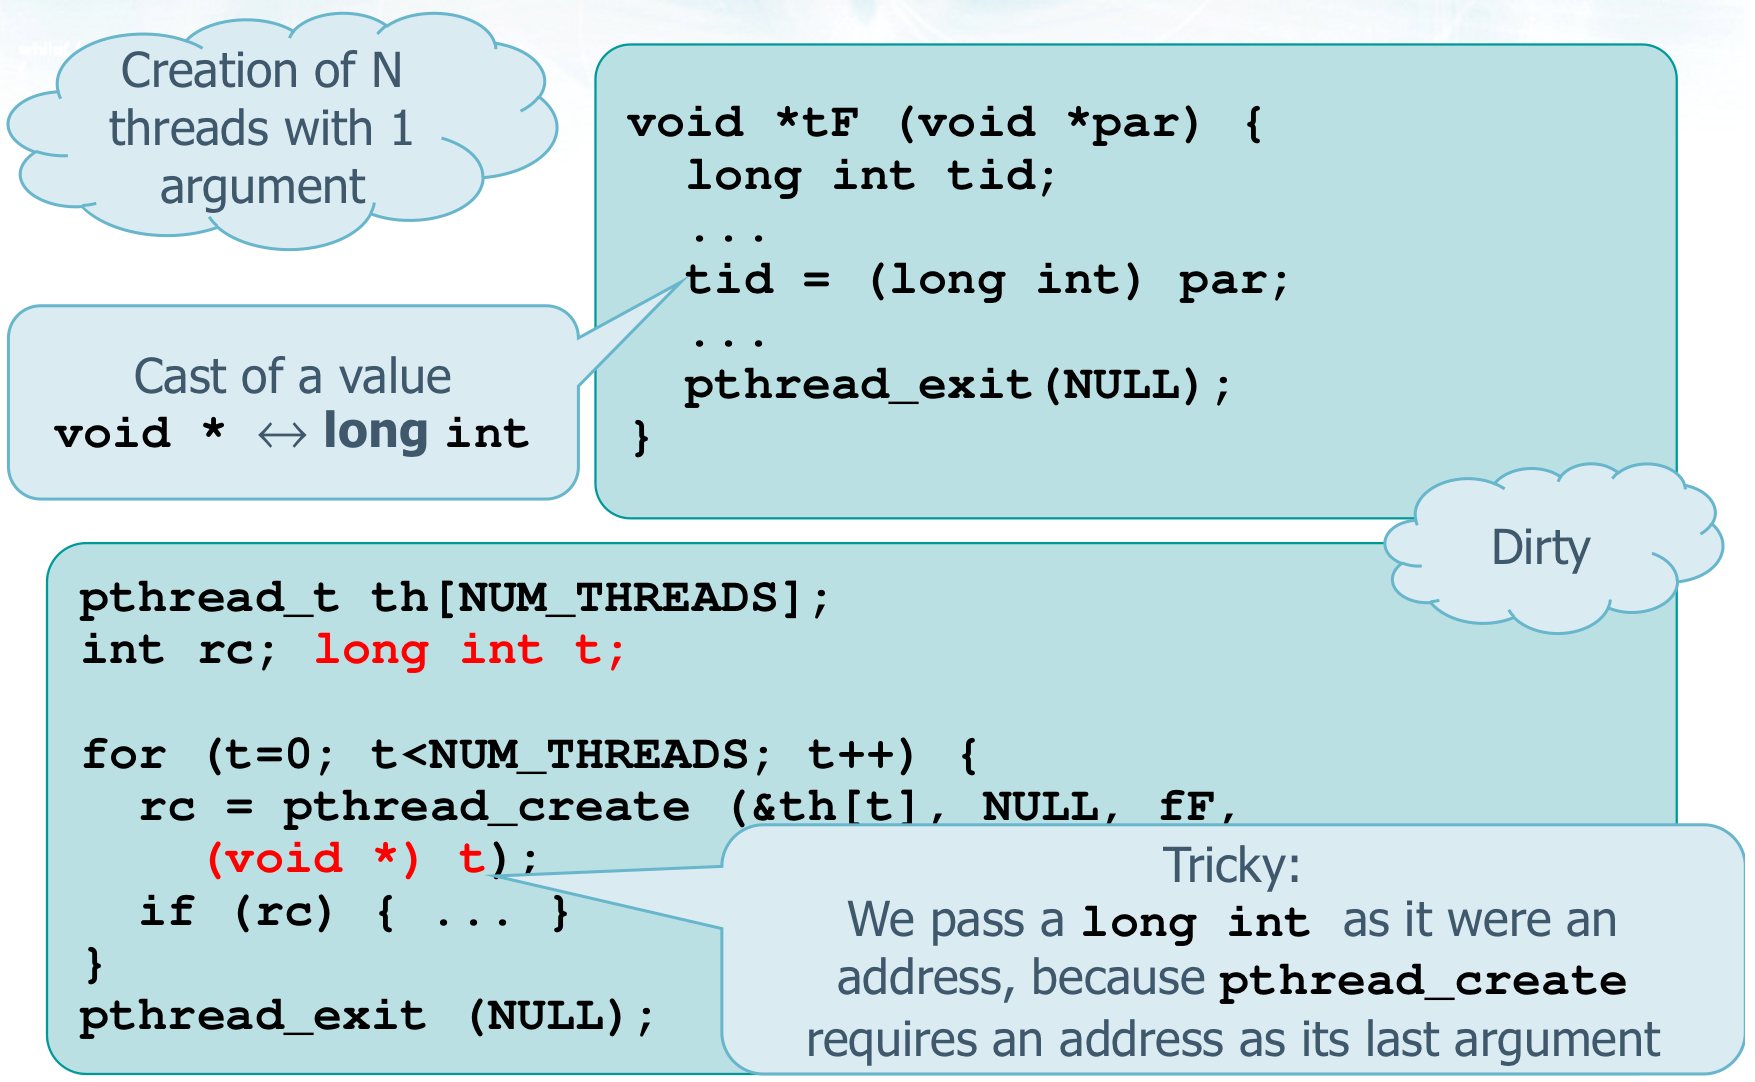 Creation of N
threads with 1
argument
void *tF (void *par) {
long int tid;
...
tid = (long int) par;
...
pthread_exit(NULL);
}
Cast of a value
void * ↔ long int
Dirty
pthread_t th[NUM_THREADS];
int rc; long int t;
for (t=0; t<NUM_THREADS; t++) {
rc = pthread_create (&th[t], NULL, fF,
(void *) t);
if (rc) { ... }
}
pthread_exit (NULL);
Tricky:
We pass a long int as it were an
address, because pthread_create
requires an address as its last argument